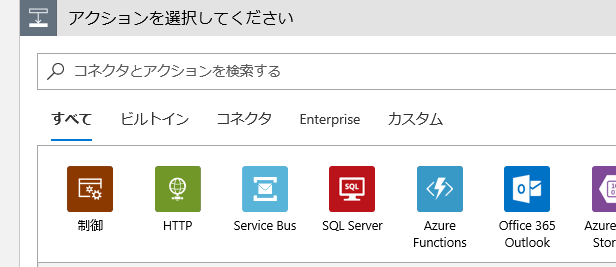 アクションを選択してください
コネクタとアクションを検索する
すべて ビルトイン コネクタ Enterprise カスタム
SQL
制御 HTTP Service Bus SQL Server Azure Functions Office 365 Outlook Azure